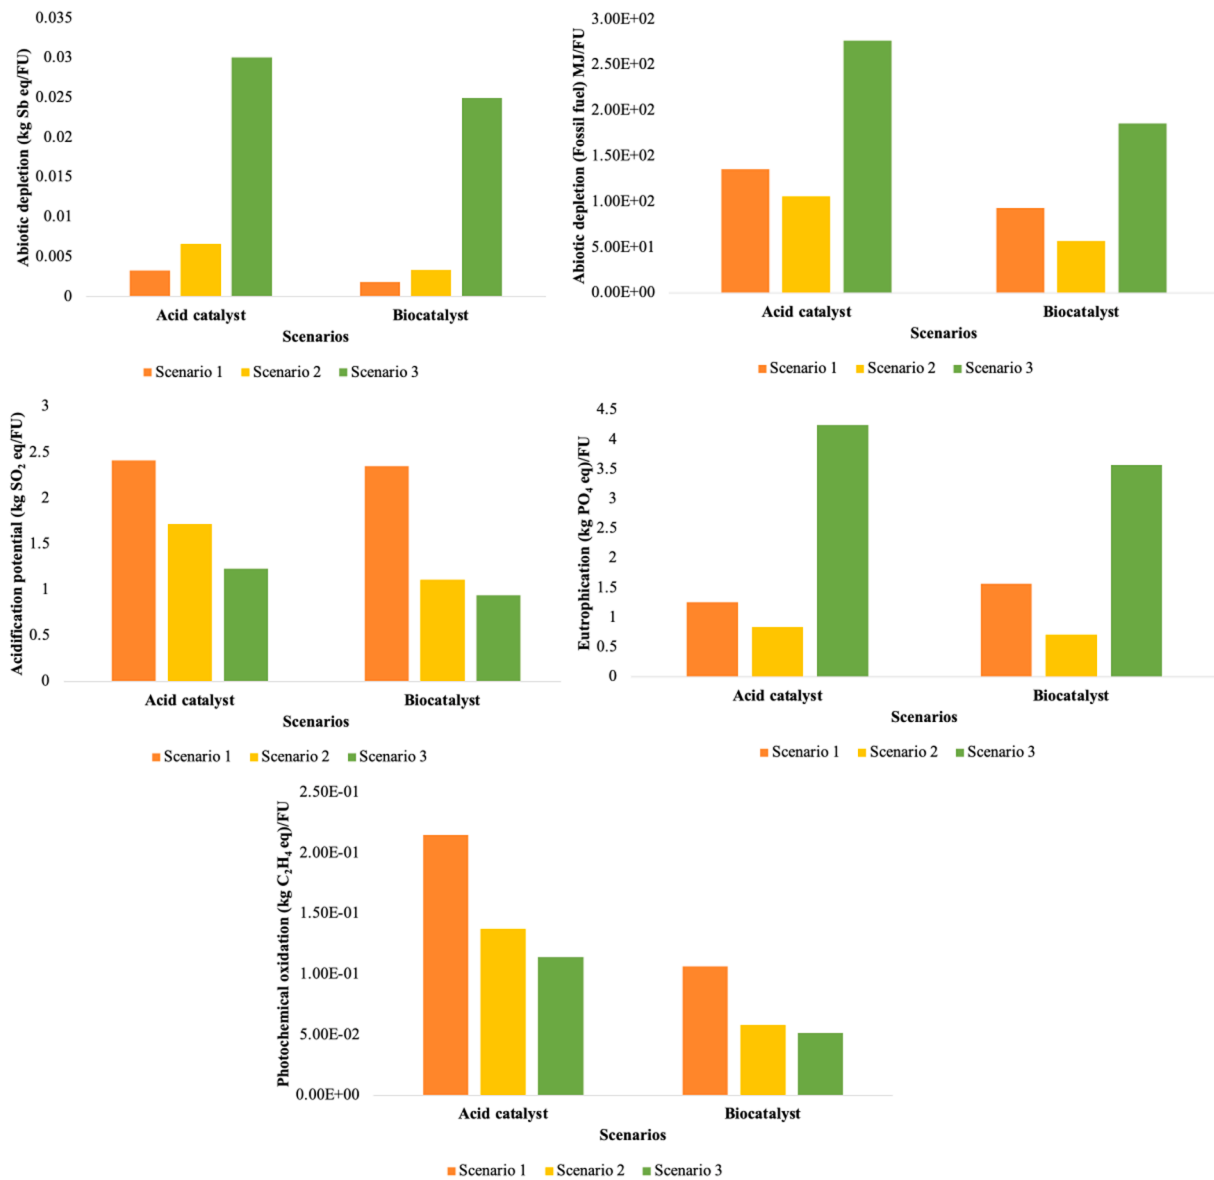 Abiotic depletion (kg Sb eq/FU)
0.035
0.03
0.025
0.02
0.015
0.01
0.005
0
Acid catalyst Biocatalyst
Scenarios
Scenario 1 Scenario 2 Scenario 3
Abiotic depletion (Fossil fuel) MJ/FU
3.00E+02
2.50E+02
2.00E+02
1.50E+02
1.00E+02
5.00E+01
0.00E+00
Acid catalyst Biocatalyst
Scenarios
Scenario 1 Scenario 2 Scenario 3
Acidification potential (kg SO₂ eq/FU)
3
2.5
2
1.5
1
0.5
0
Acid catalyst Biocatalyst
Scenarios
Scenario 1 Scenario 2 Scenario 3
Eutrophication (kg PO₄ eq)/FU
4.5
4
3.5
3
2.5
2
1.5
1
0.5
0
Acid catalyst Biocatalyst
Scenarios
Scenario 1 Scenario 2 Scenario 3
Photochemical oxidation (kg C₂H₄ eq)/FU
2.50E-01
2.00E-01
1.50E-01
1.00E-01
5.00E-02
0.00E+00
Acid catalyst Biocatalyst
Scenarios
Scenario 1 Scenario 2 Scenario 3